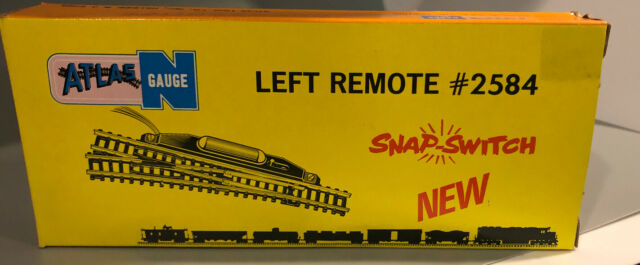 ATLAS
N
GAUGE
LEFT REMOTE #2584
SNAP-SWITCH
NEW